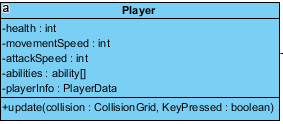 a
Player
-health : int
-movementSpeed : int
-attackSpeed : int
-abilities : ability[]
-playerInfo : PlayerData
+update(collision : CollisionGrid, KeyPressed : boolean)